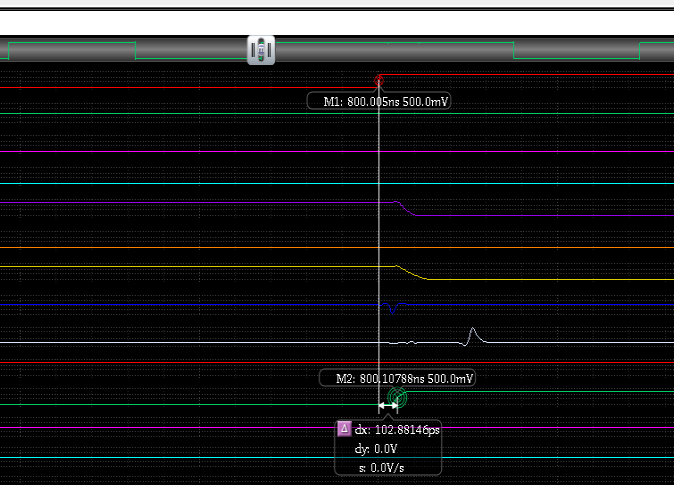 M1: 800.005ns 500.0mV
M2: 800.10788ns 500.0mV
Δ dx: 102.88146ps
dy: 0.0V
s: 0.0V/s